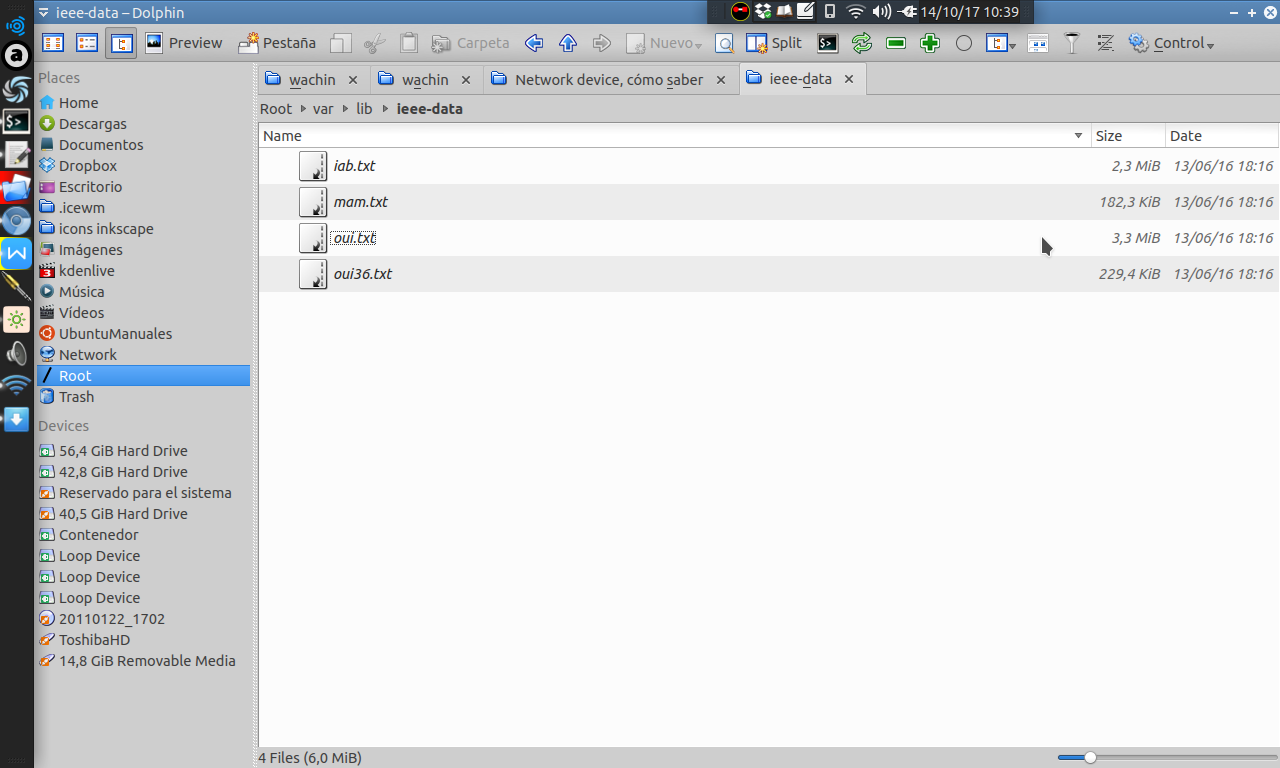 ieee-data – Dolphin
14/10/17 10:39
Preview Pestaña Carpeta Nuevo Split Control
Places
Home
Descargas
Documentos
Dropbox
Escritorio
.icewm
icons inkscape
Imágenes
kdenlive
Música
Vídeos
UbuntuManuales
Network
Root
Trash
Devices
56,4 GiB Hard Drive
42,8 GiB Hard Drive
Reservado para el sistema
40,5 GiB Hard Drive
Contenedor
Loop Device
Loop Device
Loop Device
20110122_1702
ToshibaHD
14,8 GiB Removable Media
wachin wachin Network device, cómo saber ieee-data
Root var lib ieee-data
Name Size Date
iab.txt 2,3 MiB 13/06/16 18:16
mam.txt 182,3 KiB 13/06/16 18:16
oui.txt 3,3 MiB 13/06/16 18:16
oui36.txt 229,4 KiB 13/06/16 18:16
4 Files (6,0 MiB)